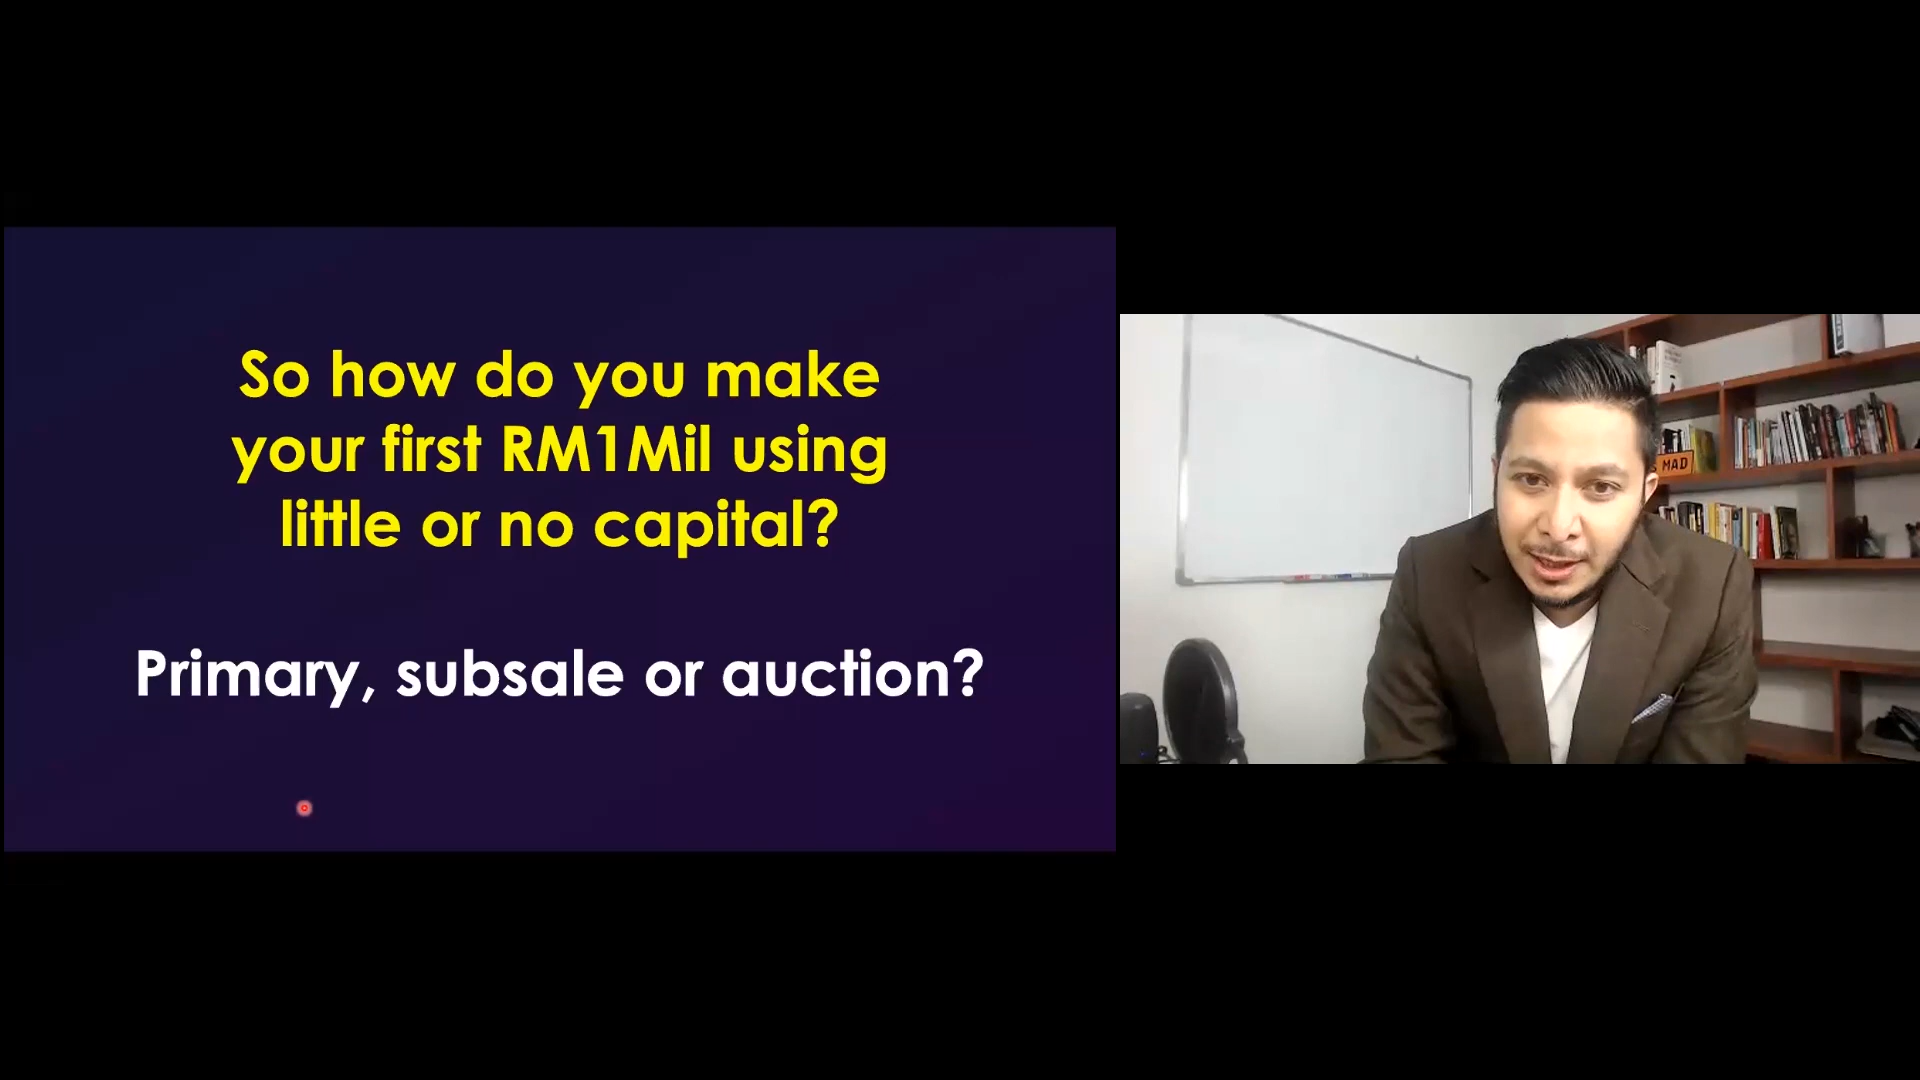 So how do you make
your first RM1Mil using
little or no capital?
Primary, subsale or auction?
MAD